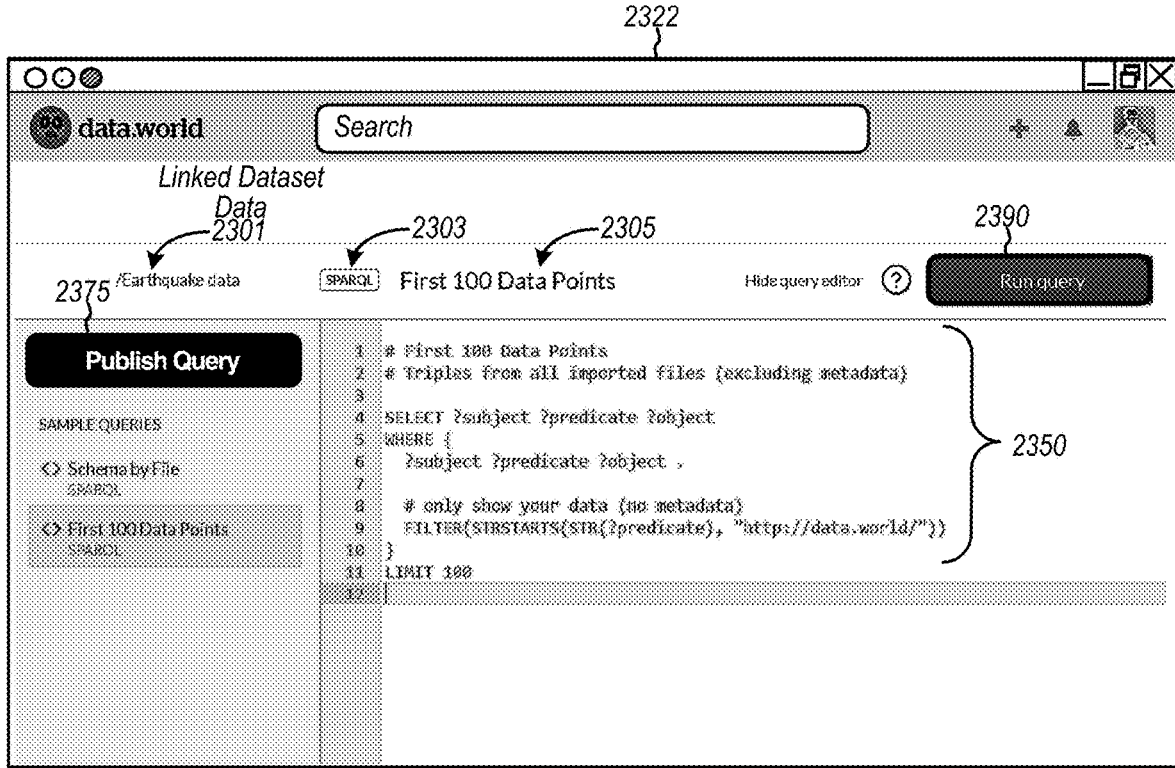 2322
data.world
Search
Linked Dataset
Data
2301
2303
2305
2390
2375
/Earthquake data
SPARQL
First 100 Data Points
Hide query editor
?
Run query
Publish Query
SAMPLE QUERIES
<> Schema by File
SPARQL
<> First 100 Data Points
SPARQL
1 # First 100 Data Points
2 # Triples from all imported files (excluding metadata)
3
4 SELECT ?subject ?predicate ?object
5 WHERE {
6 ?subject ?predicate ?object .
7
8 # only show your data (no metadata)
9 FILTER(STRSTARTS(STR(?predicate), "http://data.world/"))
10 }
11 LIMIT 100
12
2350